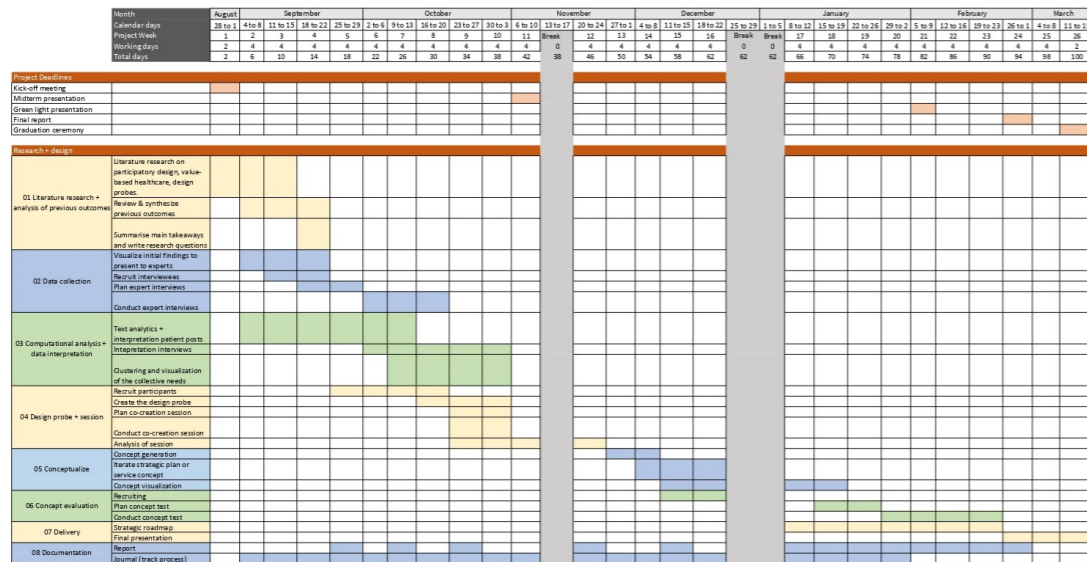 Month August September October November December January February March
Calendar days 28 to 1 4 to 8 11 to 15 18 to 22 25 to 29 2 to 6 9 to 13 16 to 20 23 to 27 30 to 3 6 to 10 13 to 17 20 to 24 27 to 1 4 to 8 11 to 15 18 to 22 25 to 29 1 to 5 8 to 12 15 to 19 22 to 26 29 to 2 5 to 9 12 to 16 19 to 23 26 to 1 4 to 8 11 to 1
Project Week 1 2 3 4 5 6 7 8 9 10 11 Break 12 13 14 15 16 Break Break 17 18 19 20 21 22 23 24 25 26
Working days 2 4 4 4 4 4 4 4 4 4 4 0 4 4 4 4 4 0 0 4 4 4 4 4 4 4 4 4 2
Total days 2 6 10 14 18 22 26 30 34 38 42 38 46 50 54 58 62 62 62 66 70 74 78 82 86 90 94 98 100
Project Deadlines
Kick-off meeting
Midterm presentation
Green light presentation
Final report
Graduation ceremony
Research + design
01 Literature research +
analysis of previous outcomes
Literature research on
participatory design, value-
based healthcare, design
probes.
Review & synthesize
previous outcomes
Summarise main takeaways
and write research questions
02 Data collection
Visualize initial findings to
present to experts
Recruit interviewees
Plan expert interviews
Conduct expert interviews
03 Computational analysis +
data interpretation
Text analytics +
interpretation patient posts
Intepretation interviews
Clustering and visualization
of the collective needs
04 Design probe + session
Recruit participants
Create the design probe
Plan co-creation session
Conduct co-creation session
Analysis of session
05 Conceptualize
Concept generation
Iterate strategic plan or
service concept
Concept visualization
06 Concept evaluation
Recruiting
Plan concept test
Conduct concept test
07 Delivery
Strategic roadmap
Final presentation
08 Documentation
Report
Journal (track process)